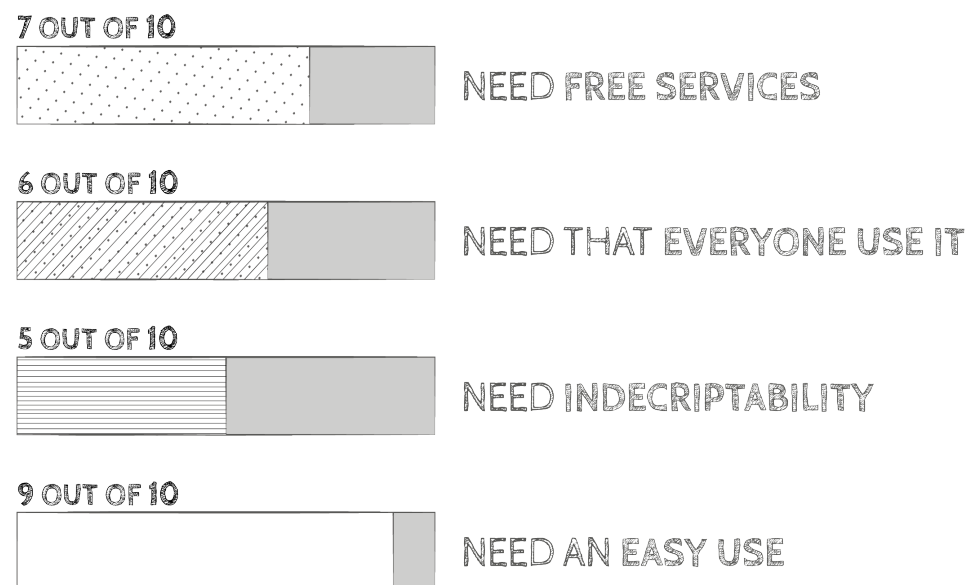 7 OUT OF 10
NEED FREE SERVICES
6 OUT OF 10
NEED THAT EVERYONE USE IT
5 OUT OF 10
NEED INDECRIPTABILITY
9 OUT OF 10
NEED AN EASY USE